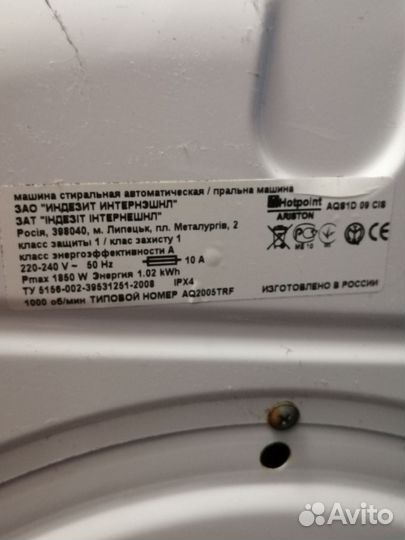 машина стиральная автоматическая / пральна машина
ЗАО "ИНДЕЗИТ ИНТЕРНЭШНЛ"
ЗАТ "ІНДЕЗІТ ІНТЕРНЕШНЛ"
Росія, 398040, м. Липецьк, пл. Металургів, 2
класс защиты 1 / клас захисту 1
класс энергоэффективности А
220-240 V ~ 50 Hz 10 A
Pmax 1850 W Энергия 1.02 kWh
ТУ 5156-002-39531251-2008 IPX4
1000 об/мин ТИПОВОЙ НОМЕР AQ2005TRF
Hotpoint
ARISTON
AQS1D 09 CIS
МЕ10
ИЗГОТОВЛЕНО В РОССИИ
Avito